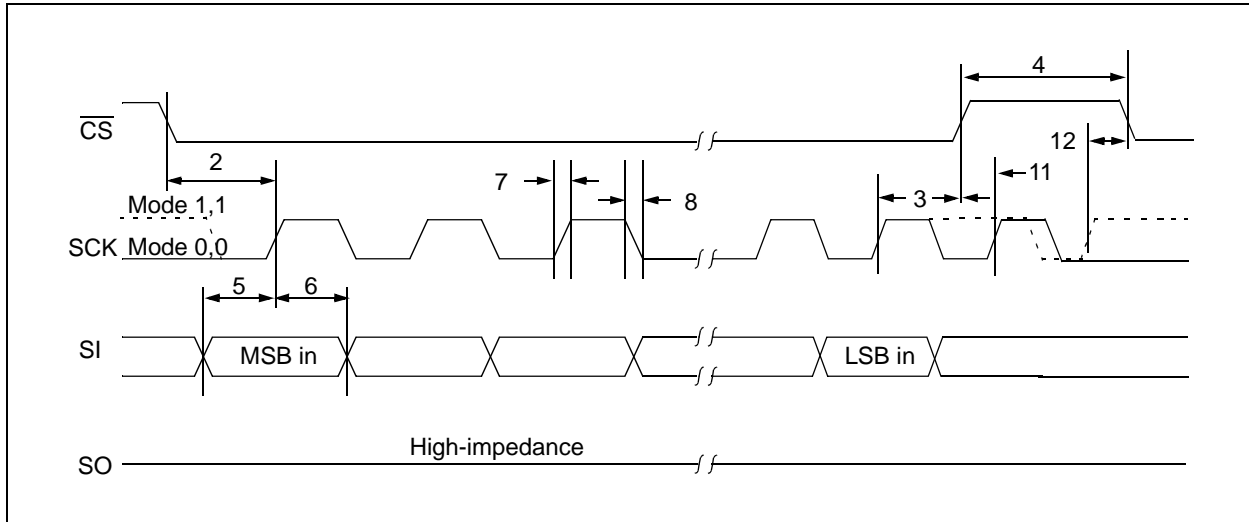 4
CS
12
2
11
7
3
8
Mode 1,1
SCK Mode 0,0
5
6
SI
MSB in
LSB in
High-impedance
SO